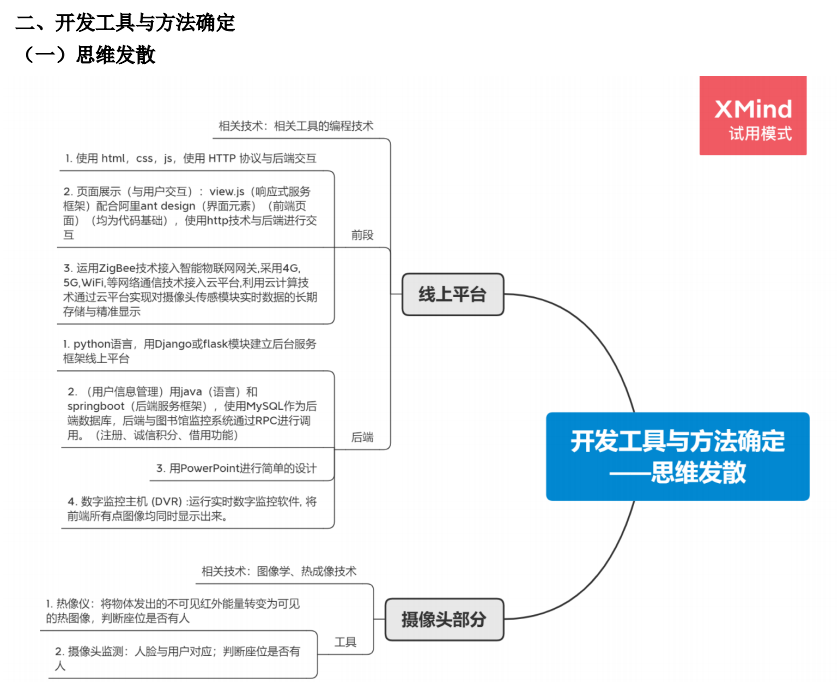 二、开发工具与方法确定
（一）思维发散
XMind
试用模式
相关技术：相关工具的编程技术
1. 使用 html，css，js，使用 HTTP 协议与后端交互
2. 页面展示（与用户交互）：view.js（响应式服务
框架）配合阿里ant design（界面元素）（前端页
面）（均为代码基础），使用http技术与后端进行交
互
前段
3. 运用ZigBee技术接入智能物联网网关,采用4G,
5G,WiFi,等网络通信技术接入云平台,利用云计算技
术通过云平台实现对摄像头传感模块实时数据的长期
存储与精准显示
线上平台
1. python语言，用Django或flask模块建立后台服务
框架线上平台
2. （用户信息管理）用java（语言）和
springboot（后端服务框架），使用MySQL作为后
端数据库，后端与图书馆监控系统通过RPC进行调
用。（注册、诚信积分、借用功能）
后端
3. 用PowerPoint进行简单的设计
4. 数字监控主机 (DVR) :运行实时数字监控软件, 将
前端所有点图像均同时显示出来。
开发工具与方法确定
——思维发散
相关技术：图像学、热成像技术
1. 热像仪：将物体发出的不可见红外能量转变为可见
的热图像，判断座位是否有人
摄像头部分
工具
2. 摄像头监测：人脸与用户对应；判断座位是否有
人